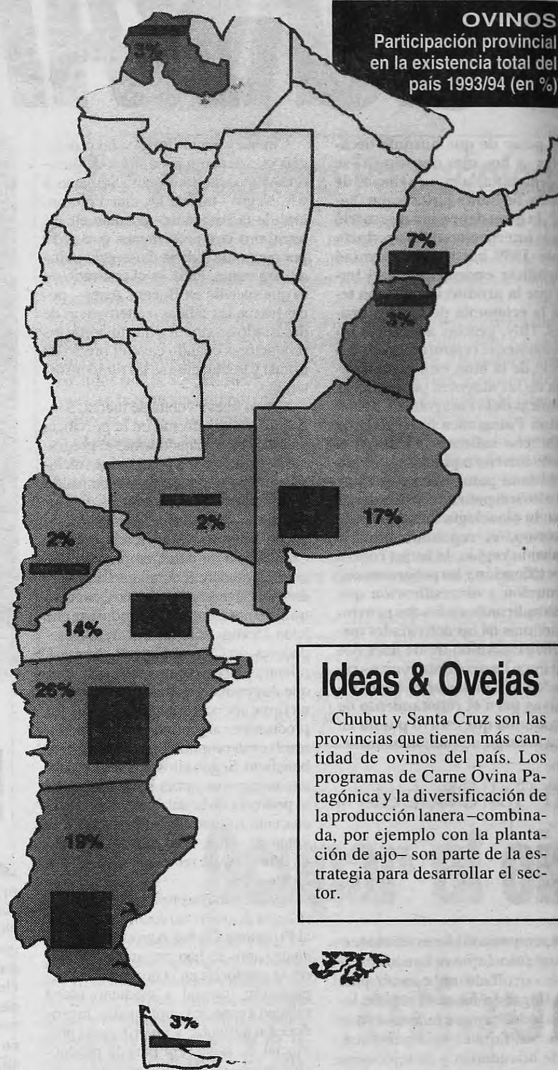 OVINOS
Participación provincial
en la existencia total del
país 1993/94 (en %)
3%
7%
3%
17%
2%
2%
14%
26%
19%
3%
Ideas & Ovejas
Chubut y Santa Cruz son las
provincias que tienen más can-
tidad de ovinos del país. Los
programas de Carne Ovina Pa-
tagónica y la diversificación de
la producción lanera –combina-
da, por ejemplo con la planta-
ción de ajo– son parte de la es-
trategia para desarrollar el sec-
tor.